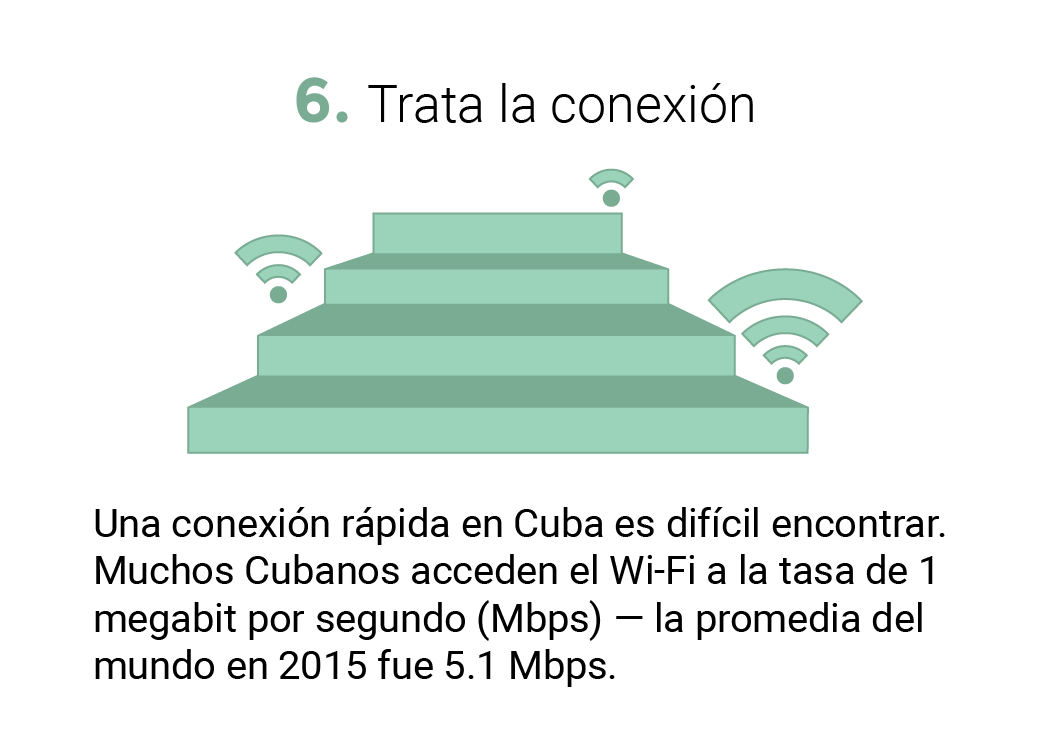 6. Trata la conexión
Una conexión rápida en Cuba es difícil encontrar.
Muchos Cubanos acceden el Wi-Fi a la tasa de 1
megabit por segundo (Mbps) — la promedia del
mundo en 2015 fue 5.1 Mbps.